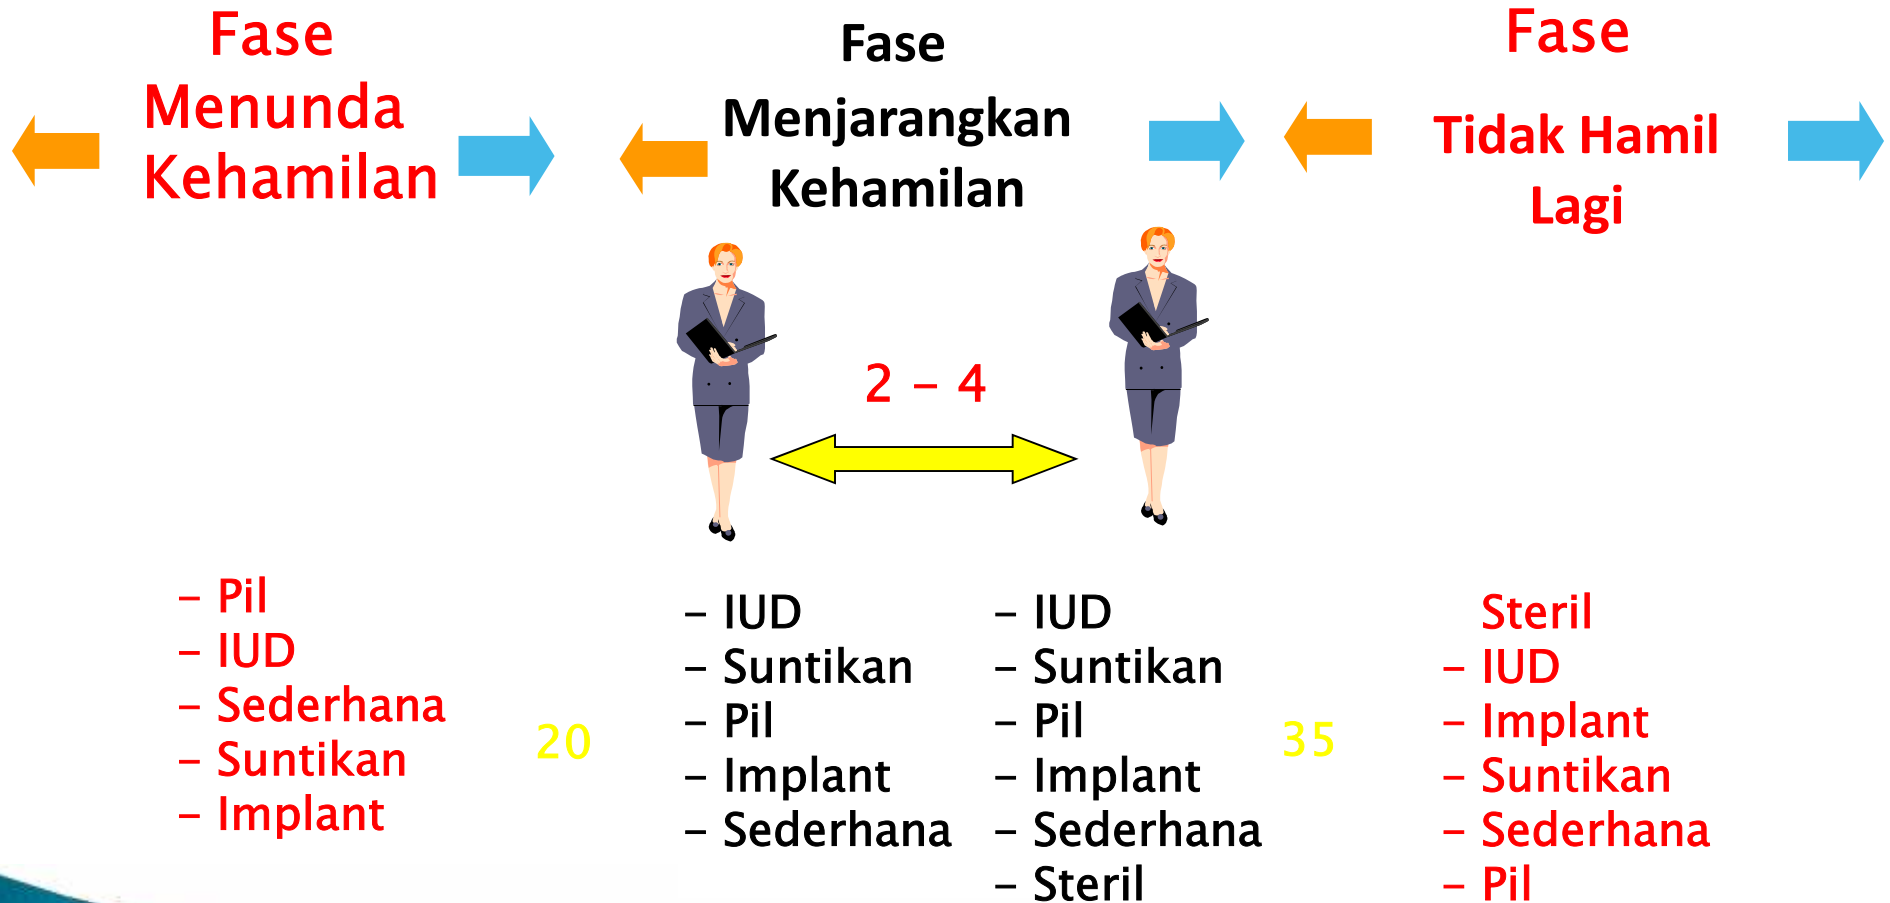 Fase
Menunda
Kehamilan
Fase
Menjarangkan
Kehamilan
Fase
Tidak Hamil
Lagi
2 – 4
– Pil
– IUD
– Sederhana
– Suntikan
– Implant
20
– IUD
– Suntikan
– Pil
– Implant
– Sederhana
– IUD
– Suntikan
– Pil
– Implant
– Sederhana
– Steril
35
Steril
– IUD
– Implant
– Suntikan
– Sederhana
– Pil